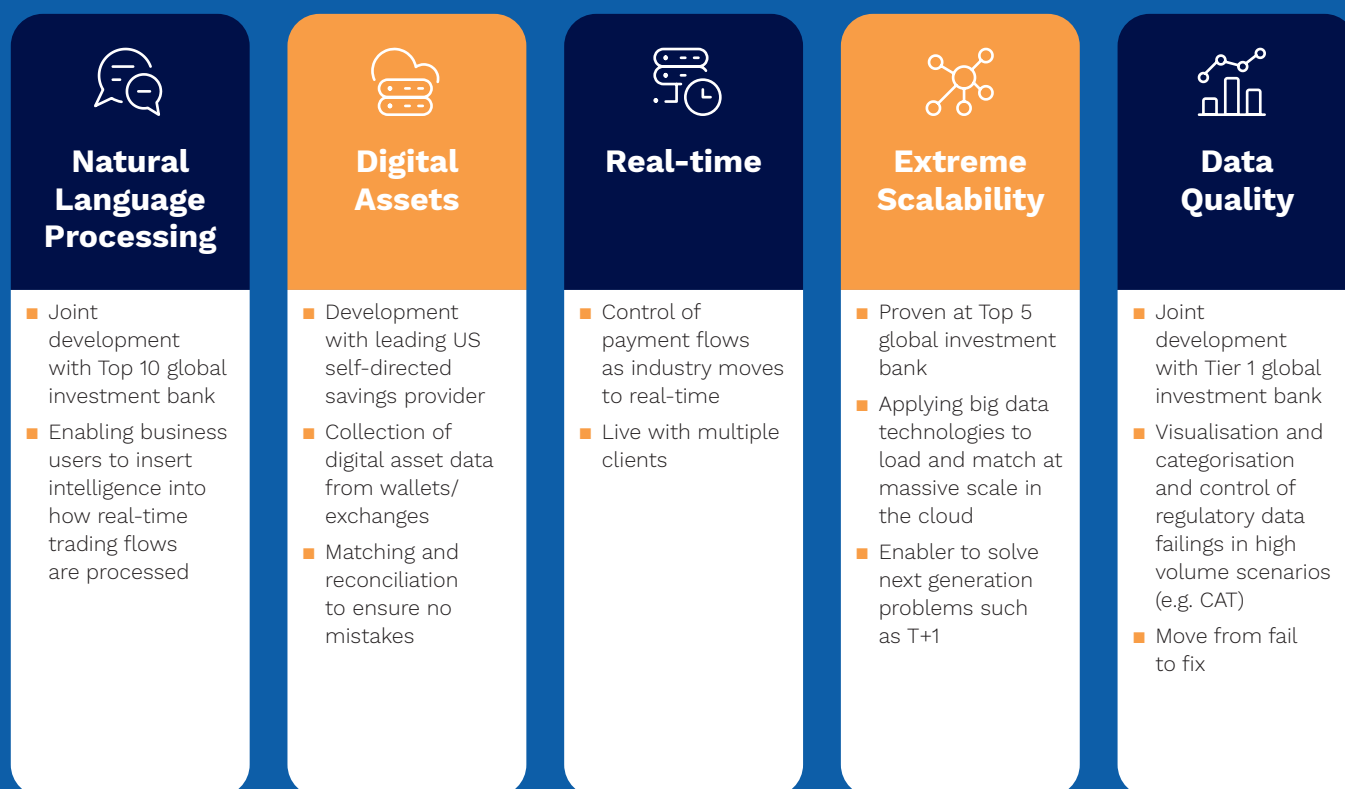 Natural
Language
Processing
■ Joint
development
with Top 10 global
investment bank
■ Enabling business
users to insert
intelligence into
how real-time
trading flows
are processed
Digital
Assets
■ Development
with leading US
self-directed
savings provider
■ Collection of
digital asset data
from wallets/
exchanges
■ Matching and
reconciliation
to ensure no
mistakes
Real-time
■ Control of
payment flows
as industry moves
to real-time
■ Live with multiple
clients
Extreme
Scalability
■ Proven at Top 5
global investment
bank
■ Applying big data
technologies to
load and match at
massive scale in
the cloud
■ Enabler to solve
next generation
problems such
as T+1
Data
Quality
■ Joint
development
with Tier 1 global
investment bank
■ Visualisation and
categorisation
and control of
regulatory data
failings in high
volume scenarios
(e.g. CAT)
■ Move from fail
to fix